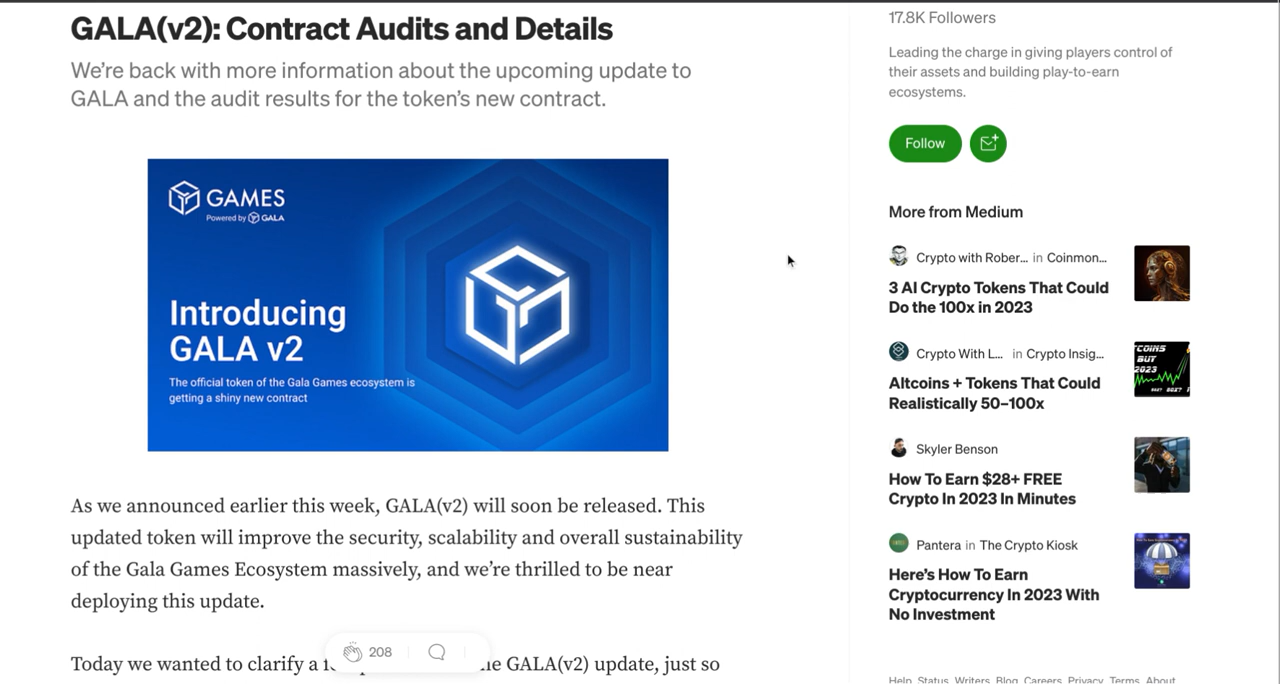 GALA(v2): Contract Audits and Details
We’re back with more information about the upcoming update to
GALA and the audit results for the token’s new contract.
GAMES
Powered by GALA
Introducing
GALA v2
The official token of the Gala Games ecosystem is
getting a shiny new contract
As we announced earlier this week, GALA(v2) will soon be released. This
updated token will improve the security, scalability and overall sustainability
of the Gala Games Ecosystem massively, and we’re thrilled to be near
deploying this update.
208
Today we wanted to clarify a GALA(v2) update, just so
17.8K Followers
Leading the charge in giving players control of
their assets and building play-to-earn
ecosystems.
Follow
More from Medium
Crypto with Rober... in Coinmon...
3 AI Crypto Tokens That Could
Do the 100x in 2023
Crypto With L... in Crypto Insig...
Altcoins + Tokens That Could
Realistically 50–100x
TCOINS
BUT
2023
Skyler Benson
How To Earn $28+ FREE
Crypto In 2023 In Minutes
Pantera in The Crypto Kiosk
Here’s How To Earn
Cryptocurrency In 2023 With
No Investment
Help Status Writers Blog Careers Privacy Terms About